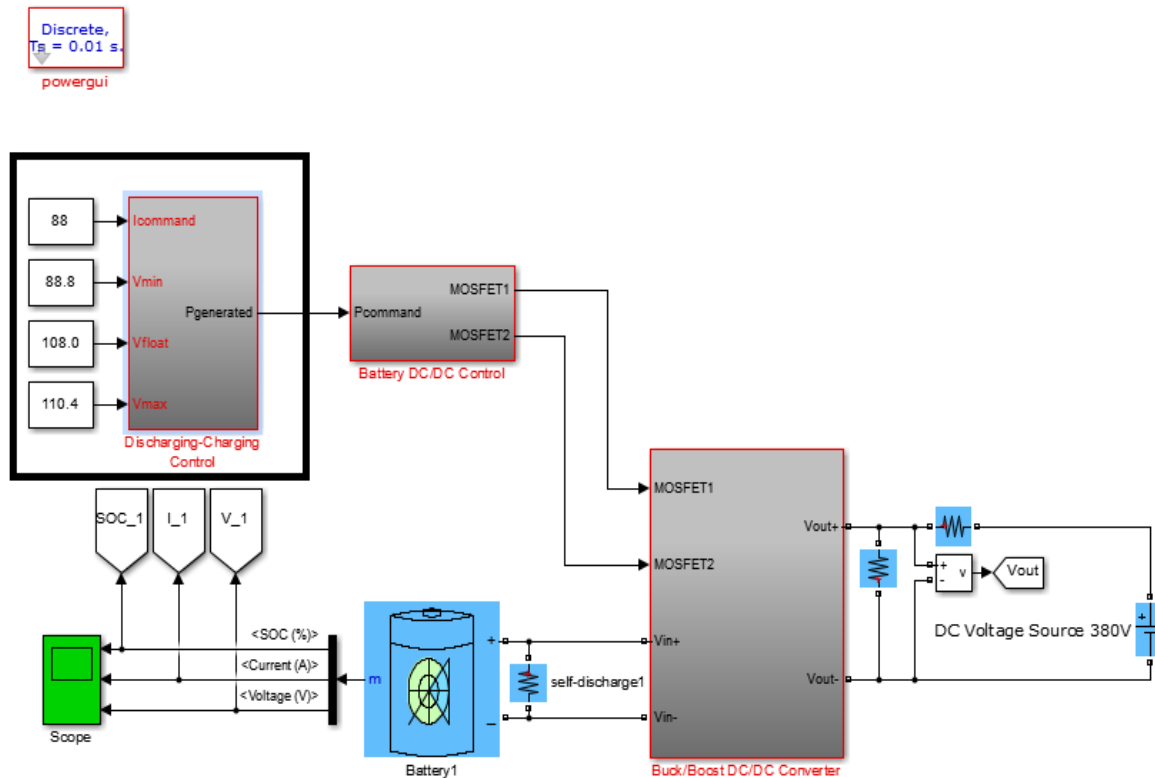 Discrete,
Ts = 0.01 s.
powergui
88
88.8
108.0
110.4
Icommand
Vmin
Vfloat
Vmax
Pgenerated
Discharging-Charging
Control
Pcommand
MOSFET1
MOSFET2
Battery DC/DC Control
SOC_1
I_1
V_1
<SOC (%)>
<Current (A)>
<Voltage (V)>
Scope
m
+
_
Battery1
self-discharge1
MOSFET1
MOSFET2
Vin+
Vin-
Vout+
Vout-
Buck/Boost DC/DC Converter
+
-
v
Vout
DC Voltage Source 380V
+